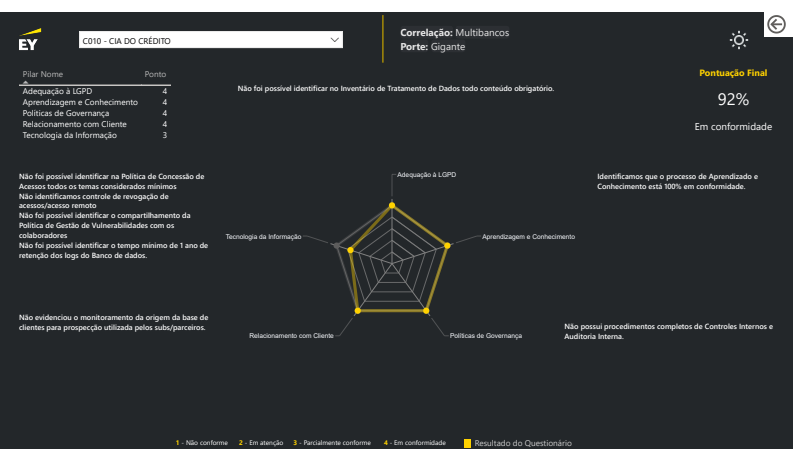 EY
C010 - CIA DO CRÉDITO
Correlação: Multibancos
Porte: Gigante
Pilar Nome Ponto
Adequação à LGPD 4
Aprendizagem e Conhecimento 4
Políticas de Governança 4
Relacionamento com Cliente 4
Tecnologia da Informação 3
Não foi possível identificar no Inventário de Tratamento de Dados todo conteúdo obrigatório.
Pontuação Final
92%
Em conformidade
Não foi possível identificar na Política de Concessão de
Acessos todos os temas considerados mínimos
Não identificamos controle de revogação de
acessos/acesso remoto
Não foi possível identificar o compartilhamento da
Política de Gestão de Vulnerabilidades com os
colaboradores
Não foi possível identificar o tempo mínimo de 1 ano de
retenção dos logs do Banco de dados.
Adequação à LGPD
Identificamos que o processo de Aprendizado e
Conhecimento está 100% em conformidade.
Tecnologia da Informação
Aprendizagem e Conhecimento
Não evidenciou o monitoramento da origem da base de
clientes para prospecção utilizada pelos subs/parceiros.
Relacionamento com Cliente
Políticas de Governança
Não possui procedimentos completos de Controles Internos e
Auditoria Interna.
1 - Não conforme 2 - Em atenção 3 - Parcialmente conforme 4 - Em conformidade Resultado do Questionário